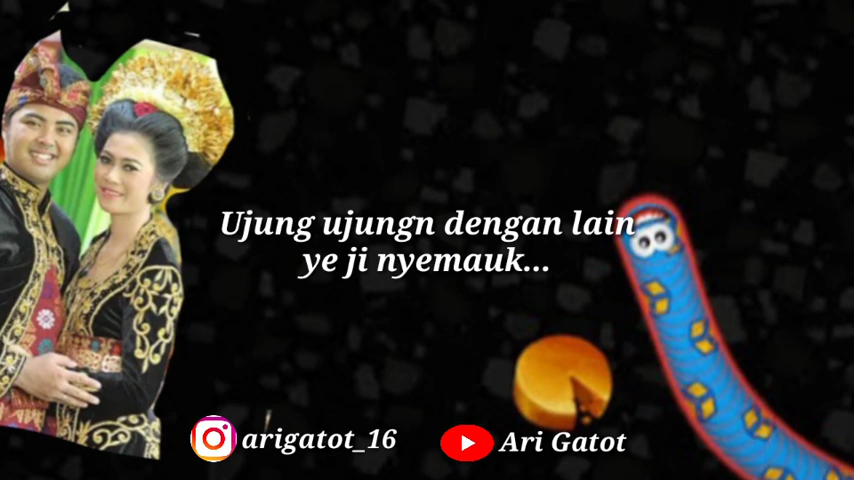 Ujung ujungn dengan lain
ye ji nyemauk...
arigatot_16
Ari Gatot